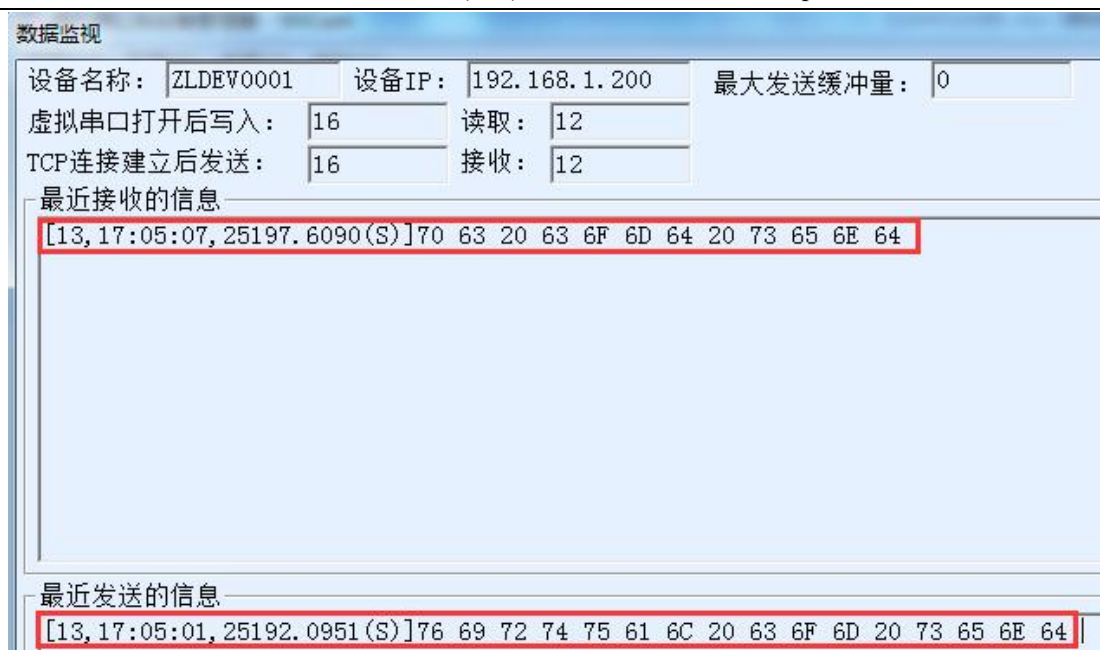 数据监视
设备名称： ZLDEV0001 设备IP： 192.168.1.200 最大发送缓冲量： 0
虚拟串口打开后写入： 16 读取： 12
TCP连接建立后发送： 16 接收： 12
最近接收的信息
[13,17:05:07,25197.6090(S)]70 63 20 63 6F 6D 64 20 73 65 6E 64
最近发送的信息
[13,17:05:01,25192.0951(S)]76 69 72 74 75 61 6C 20 63 6F 6D 20 73 65 6E 64